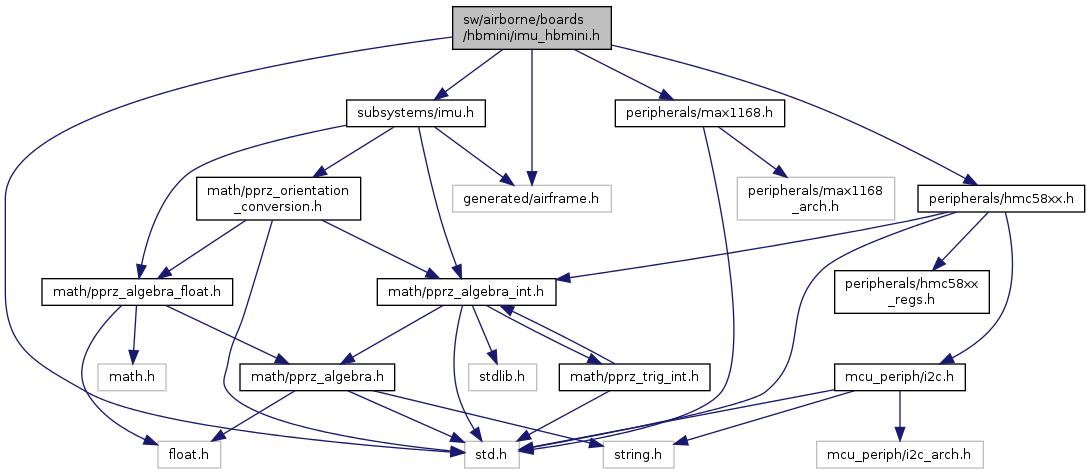 sw/airborne/boards
/hbmini/imu_hbmini.h
subsystems/imu.h
peripherals/max1168.h
math/pprz_orientation
_conversion.h
generated/airframe.h
peripherals/max1168
_arch.h
peripherals/hmc58xx.h
math/pprz_algebra_float.h
math/pprz_algebra_int.h
peripherals/hmc58xx
_regs.h
math.h
math/pprz_algebra.h
stdlib.h
math/pprz_trig_int.h
mcu_periph/i2c.h
float.h
std.h
string.h
mcu_periph/i2c_arch.h